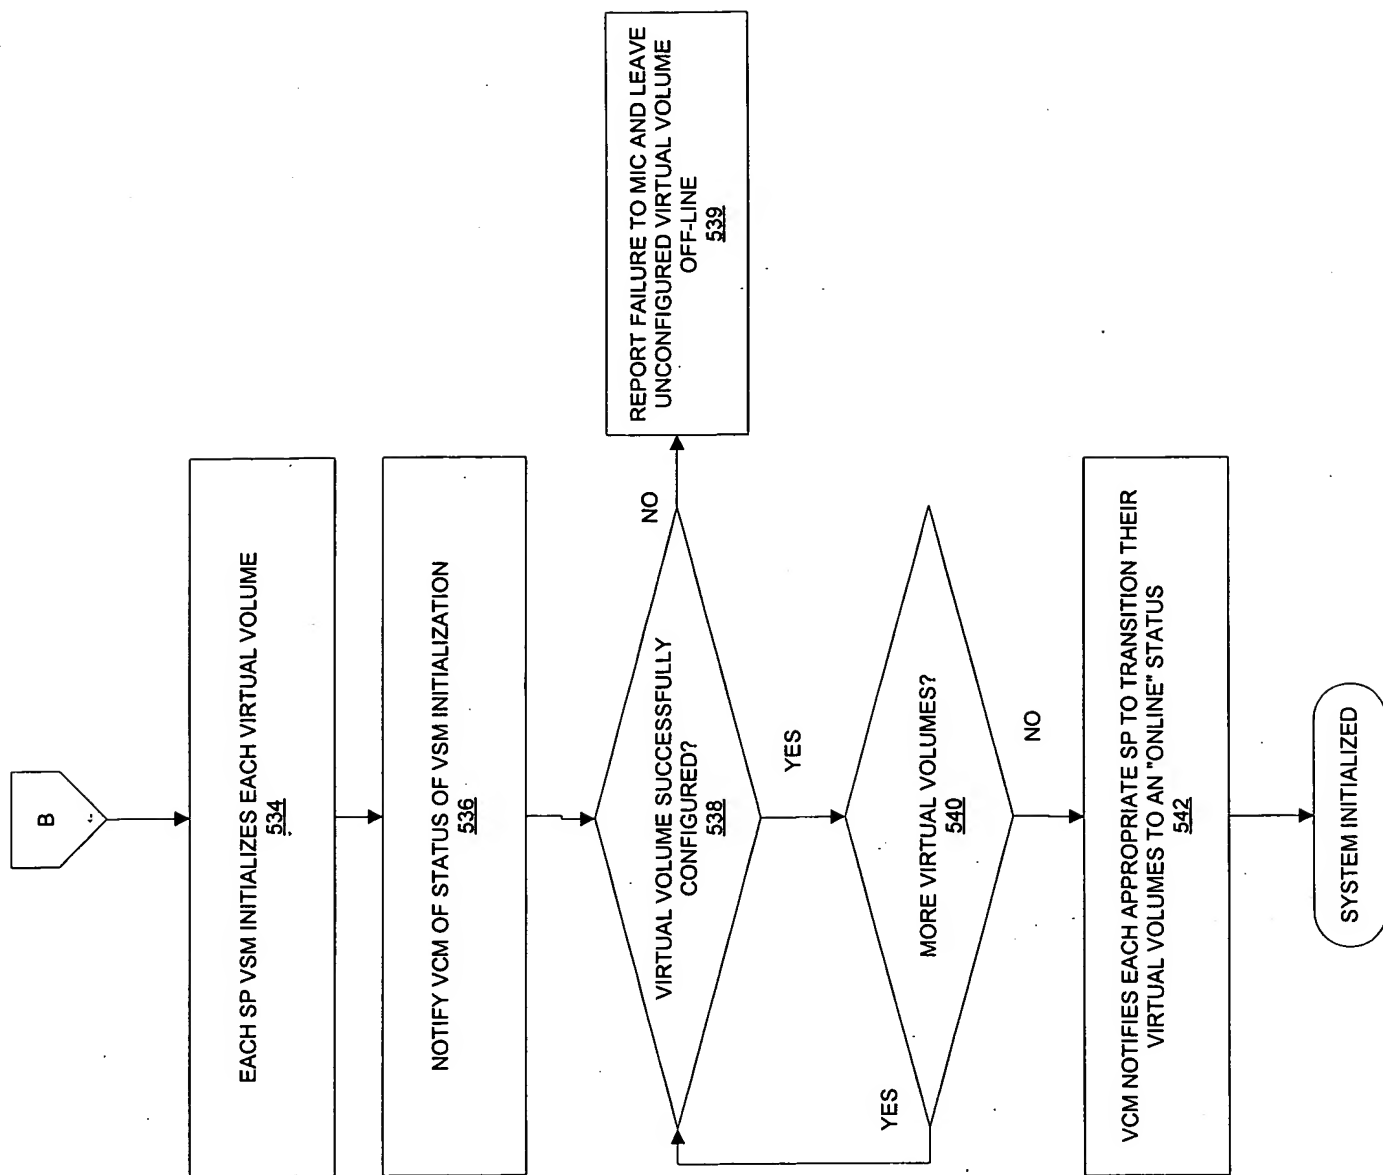 B
EACH SP VSM INITIALIZES EACH VIRTUAL VOLUME
534
NOTIFY VCM OF STATUS OF VSM INITIALIZATION
536
VIRTUAL VOLUME SUCCESSFULLY
CONFIGURED?
538
NO
REPORT FAILURE TO MIC AND LEAVE
UNCONFIGURED VIRTUAL VOLUME
OFF-LINE
539
YES
MORE VIRTUAL VOLUMES?
540
YES
NO
VCM NOTIFIES EACH APPROPRIATE SP TO TRANSITION THEIR
VIRTUAL VOLUMES TO AN "ONLINE" STATUS
542
SYSTEM INITIALIZED